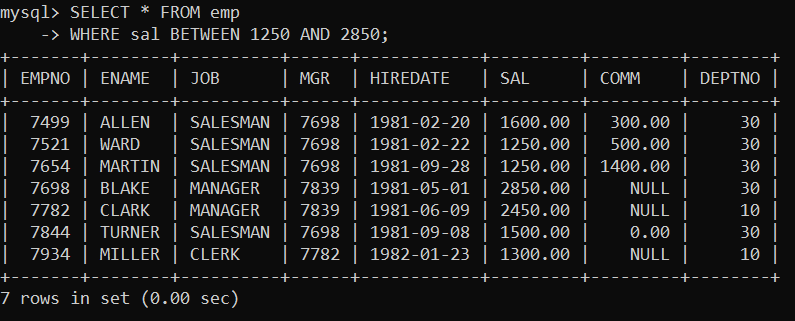 mysql> SELECT * FROM emp
    -> WHERE sal BETWEEN 1250 AND 2850;
+-------+--------+----------+------+------------+---------+---------+--------+
| EMPNO | ENAME  | JOB      | MGR  | HIREDATE   | SAL     | COMM    | DEPTNO |
+-------+--------+----------+------+------------+---------+---------+--------+
|  7499 | ALLEN  | SALESMAN | 7698 | 1981-02-20 | 1600.00 |  300.00 |     30 |
|  7521 | WARD   | SALESMAN | 7698 | 1981-02-22 | 1250.00 |  500.00 |     30 |
|  7654 | MARTIN | SALESMAN | 7698 | 1981-09-28 | 1250.00 | 1400.00 |     30 |
|  7698 | BLAKE  | MANAGER  | 7839 | 1981-05-01 | 2850.00 |    NULL |     30 |
|  7782 | CLARK  | MANAGER  | 7839 | 1981-06-09 | 2450.00 |    NULL |     10 |
|  7844 | TURNER | SALESMAN | 7698 | 1981-09-08 | 1500.00 |    0.00 |     30 |
|  7934 | MILLER | CLERK    | 7782 | 1982-01-23 | 1300.00 |    NULL |     10 |
+-------+--------+----------+------+------------+---------+---------+--------+
7 rows in set (0.00 sec)